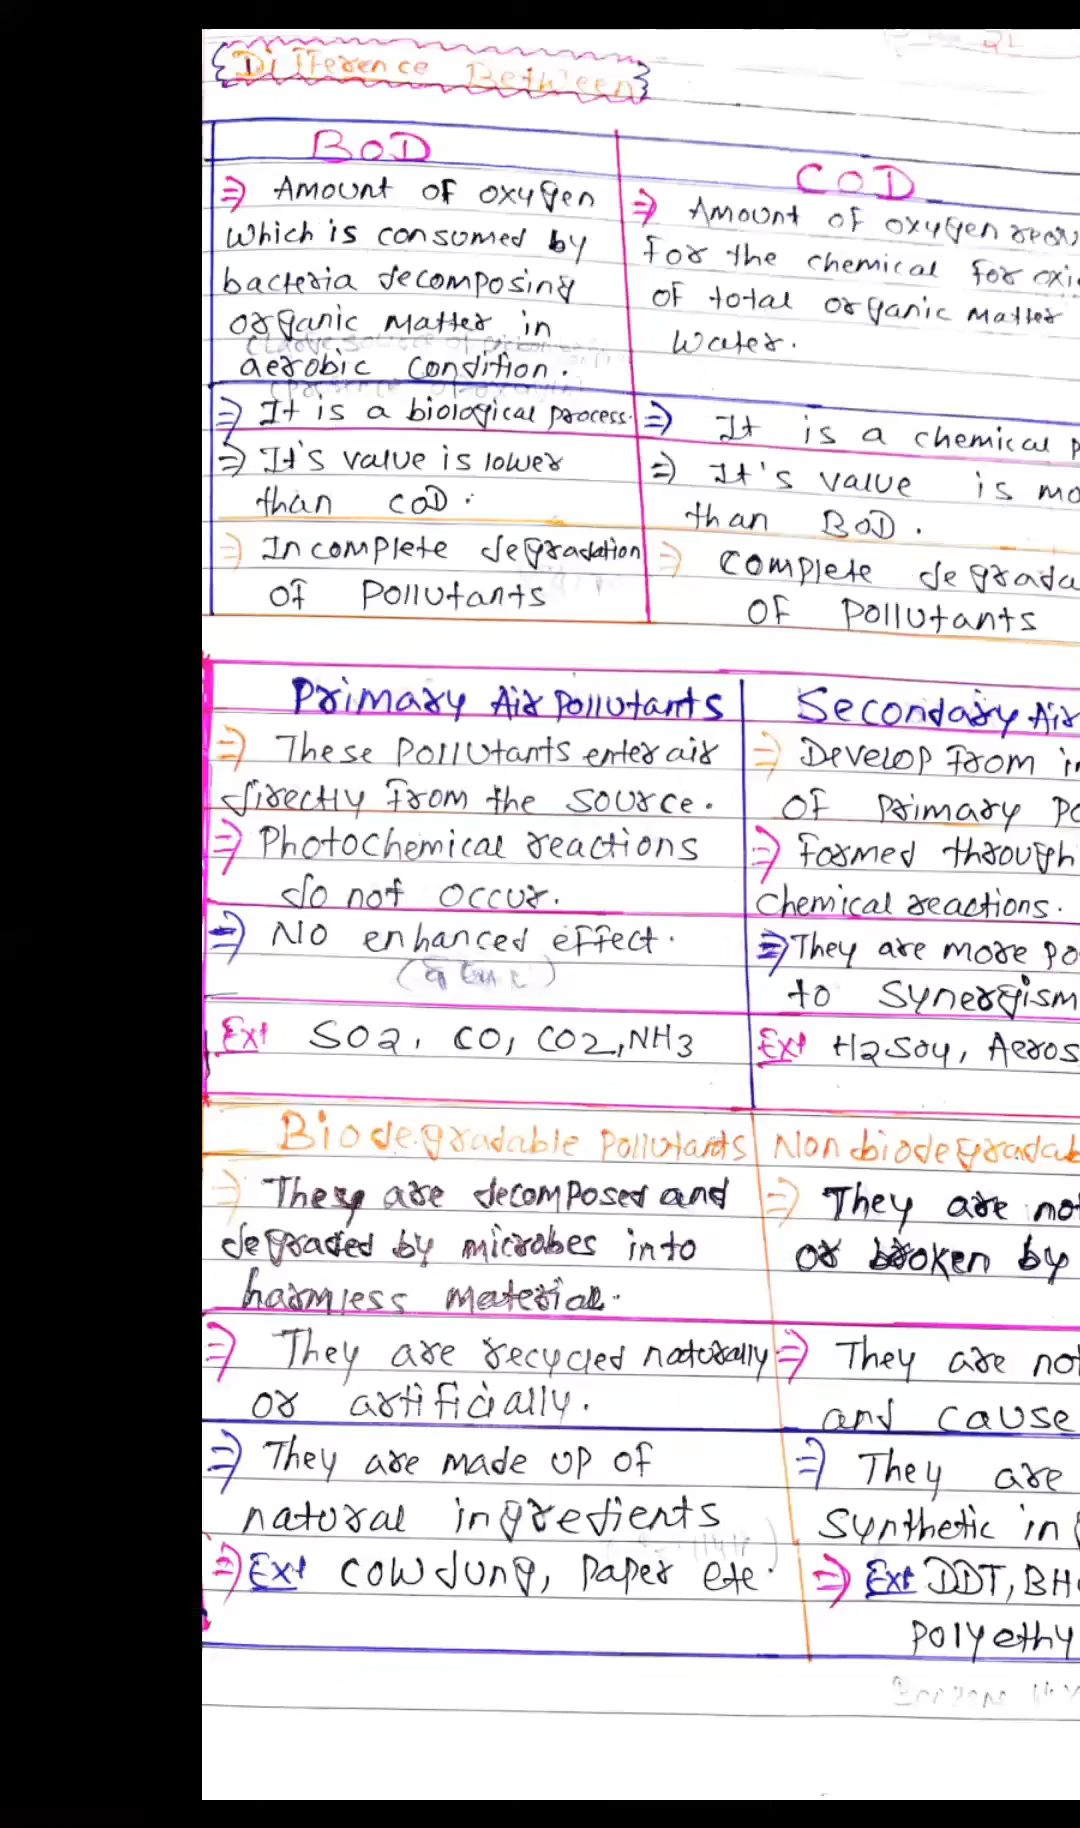 Difference Between
BOD
COD
⇒ Amount of oxygen
which is consumed by
bacteria decomposing
organic matter in
aerobic condition.
⇒ Amount of oxygen
for the chemical for
of total organic matter
water.
⇒ It is a biological process.
⇒ It is a chemical
⇒ It's value is lower
than COD.
⇒ It's value is
than BOD.
⇒ Incomplete degradation
of Pollutants
⇒ Complete
of Pollutants
Primary Air Pollutants
Secondary Air
⇒ These Pollutants enter air
directly from the source.
⇒ Develop from
of Primary
⇒ Photochemical reactions
do not occur.
⇒ formed through
chemical reactions.
⇒ No enhanced effect.
⇒ They are more
to Synergism
Ex! SO2, CO, CO2, NH3
Ex! H2SO4,
Biodegradable Pollutants
Non
⇒ They are decomposed and
degraded by microbes into
harmless material.
⇒ They are
or broken by
⇒ They are recycled naturally
or artificially.
⇒ They are
and cause
⇒ They are made up of
natural ingredients
⇒ They are
Synthetic
⇒ Ex! Cowdung, Paper etc.
⇒ Ex! DDT,